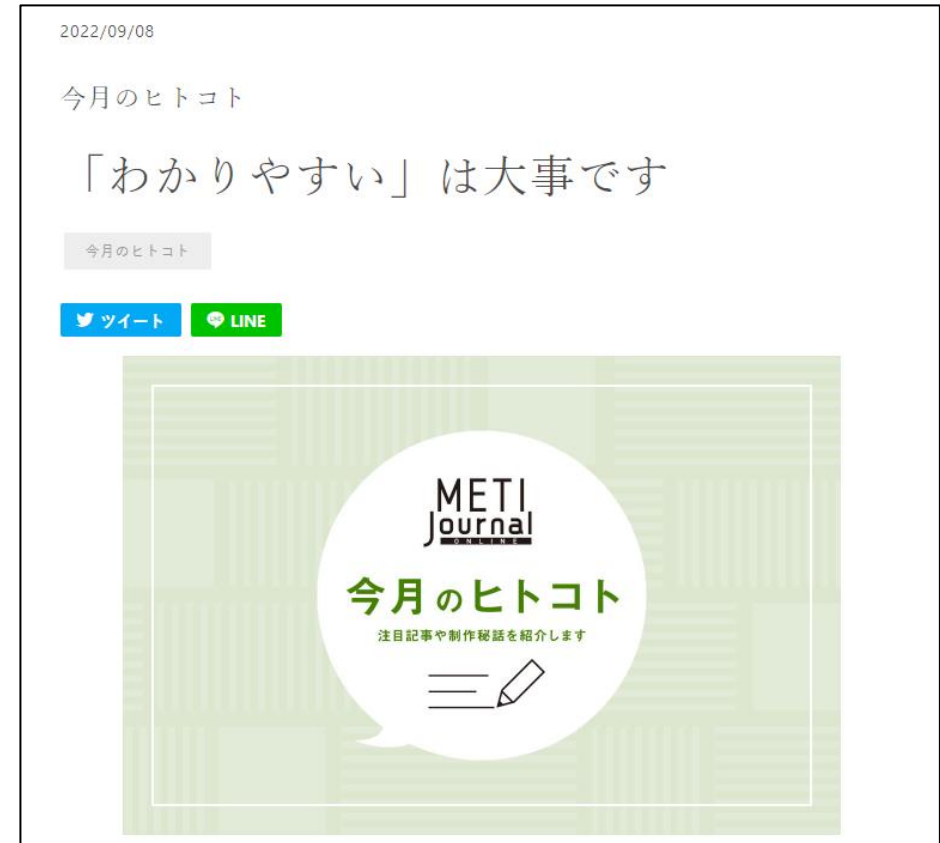 2022/09/08
今月のヒトコト
「わかりやすい」は大事です
今月のヒトコト
ツイート
LINE
METI
Journal
ONLINE
今月のヒトコト
注目記事や制作秘話を紹介します